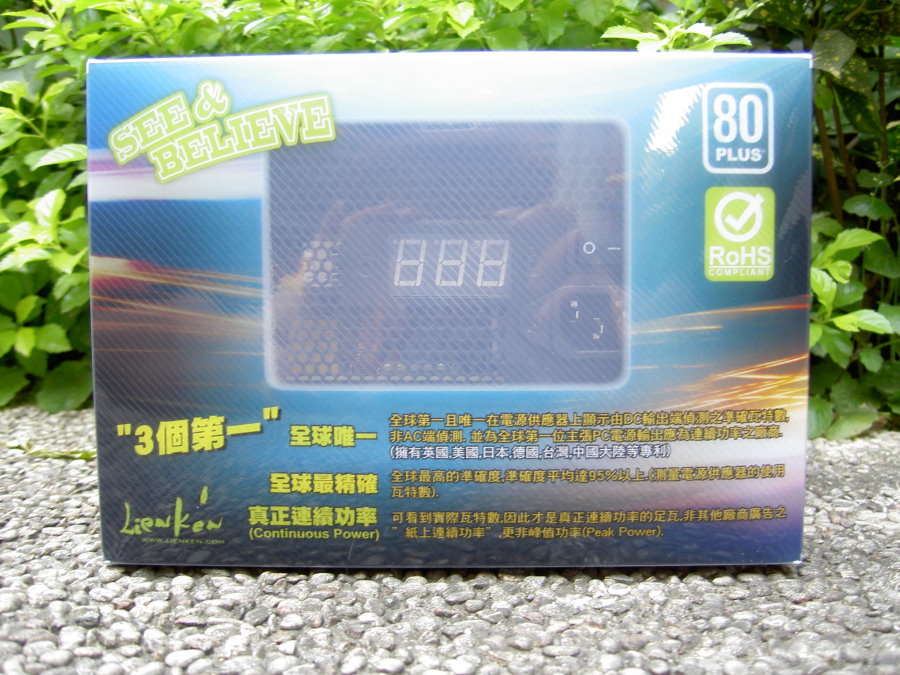 SEE &
BELIEVE
80
PLUS
RoHS
COMPLIANT
888
"3個第一"
全球唯一
全球第一且唯一在電源供應器上顯示由DC輸出端偵測之準確瓦特數,
非AC端偵測. 並為全球第一位主張PC電源輸出應為連續功率之廠商.
(擁有英國,美國,日本,德國,台灣,中國大陸等專利)
全球最精確
全球最高的準確度,準確度平均達95%以上.(測量電源供應器的使用
瓦特數).
真正連續功率
(Continuous Power)
可看到實際瓦特數,因此才是真正連續功率的足瓦,非其他廠商廣告之
"紙上連續功率",更非峰值功率(Peak Power).
LIENKEN
WWW.LIENKEN.COM